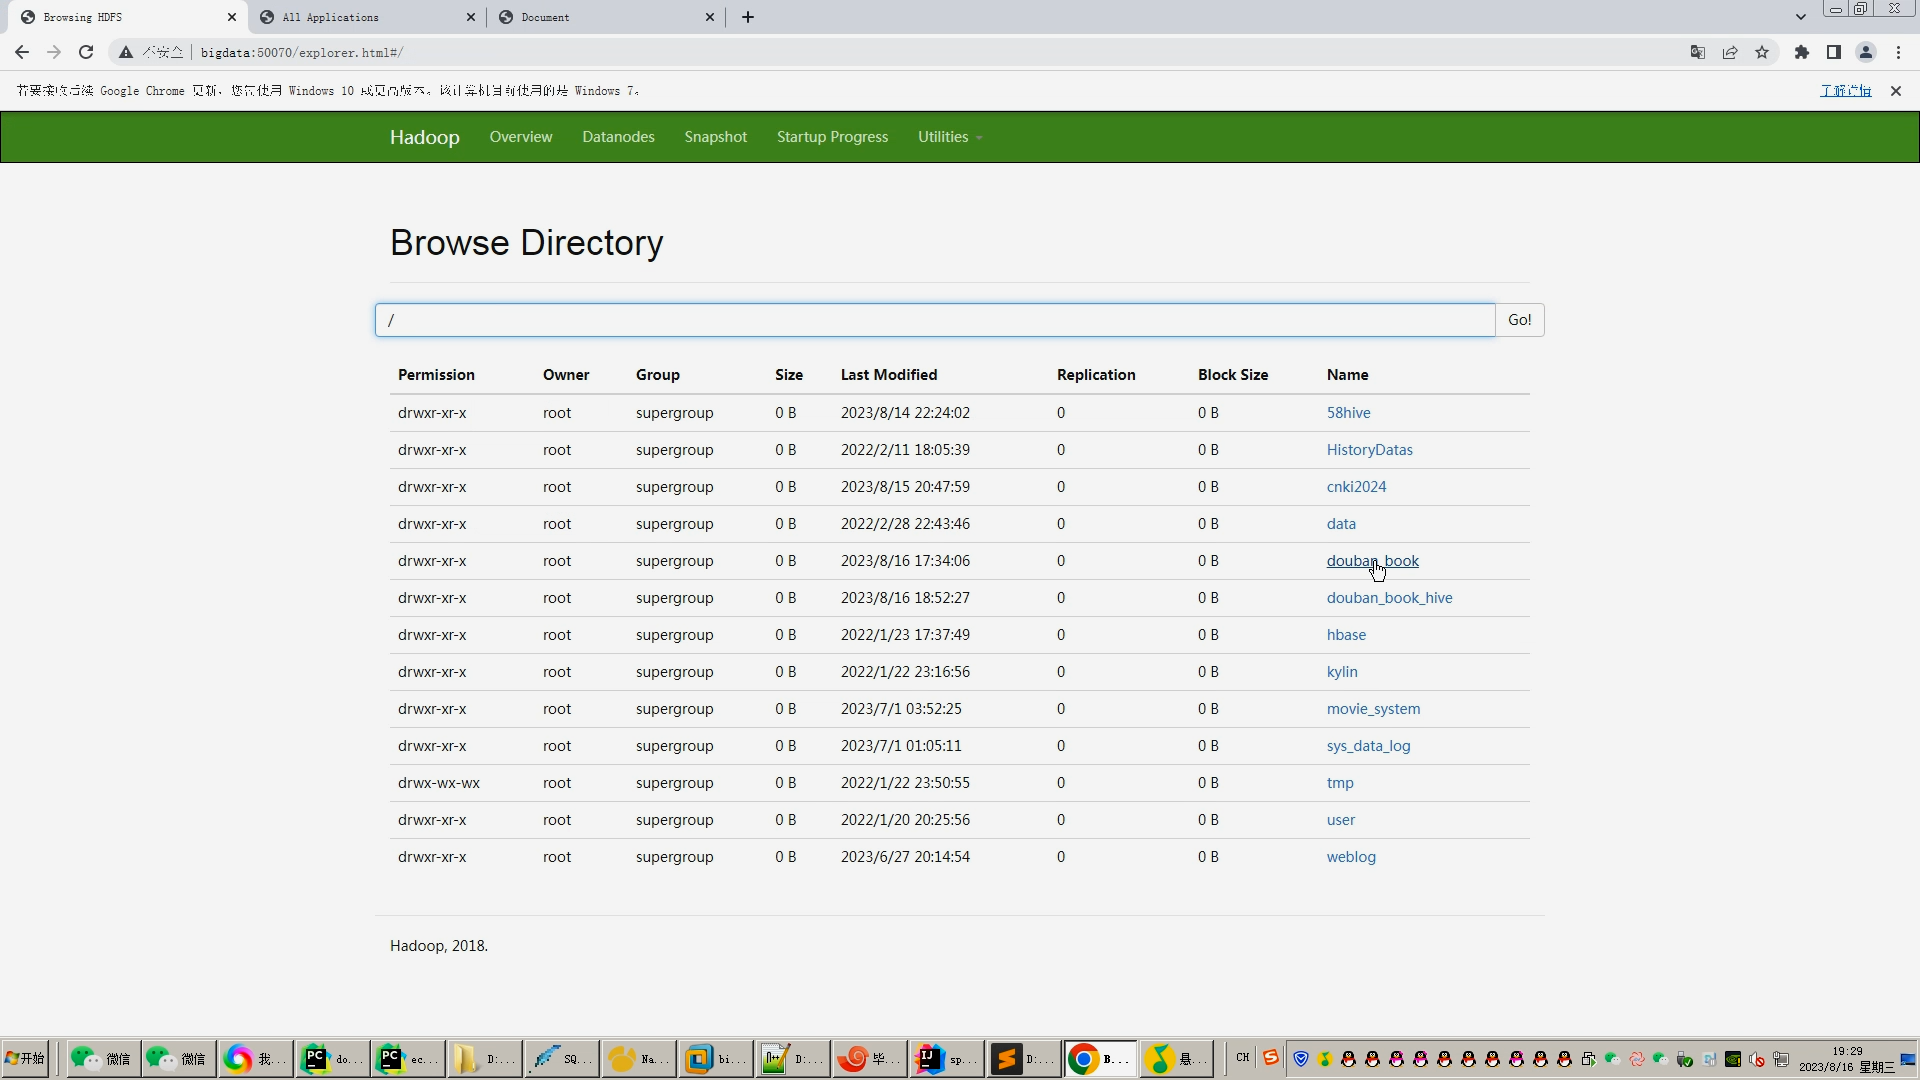 Browsing HDFS
All Applications
Document
不安全
bigdata:50070/explorer.html#/
若要接收后续 Google Chrome 更新，您需使用 Windows 10 或更高版本。该计算机目前使用的是 Windows 7。
了解详情
Hadoop Overview Datanodes Snapshot Startup Progress Utilities
Browse Directory
/
Go!
Permission Owner Group Size Last Modified Replication Block Size Name
drwxr-xr-x root supergroup 0 B 2023/8/14 22:24:02 0 0 B 58hive
drwxr-xr-x root supergroup 0 B 2022/2/11 18:05:39 0 0 B HistoryDatas
drwxr-xr-x root supergroup 0 B 2023/8/15 20:47:59 0 0 B cnki2024
drwxr-xr-x root supergroup 0 B 2022/2/28 22:43:46 0 0 B data
drwxr-xr-x root supergroup 0 B 2023/8/16 17:34:06 0 0 B douban_book
drwxr-xr-x root supergroup 0 B 2023/8/16 18:52:27 0 0 B douban_book_hive
drwxr-xr-x root supergroup 0 B 2022/1/23 17:37:49 0 0 B hbase
drwxr-xr-x root supergroup 0 B 2022/1/22 23:16:56 0 0 B kylin
drwxr-xr-x root supergroup 0 B 2023/7/1 03:52:25 0 0 B movie_system
drwxr-xr-x root supergroup 0 B 2023/7/1 01:05:11 0 0 B sys_data_log
drwx-wx-wx root supergroup 0 B 2022/1/22 23:50:55 0 0 B tmp
drwxr-xr-x root supergroup 0 B 2022/1/20 20:25:56 0 0 B user
drwxr-xr-x root supergroup 0 B 2023/6/27 20:14:54 0 0 B weblog
Hadoop, 2018.
开始 微信 微信 我... do... ec... D:... SQ... Na... bi... D:... 毕... sp... D:... B... 悬... CH
19:29
2023/8/16 星期三